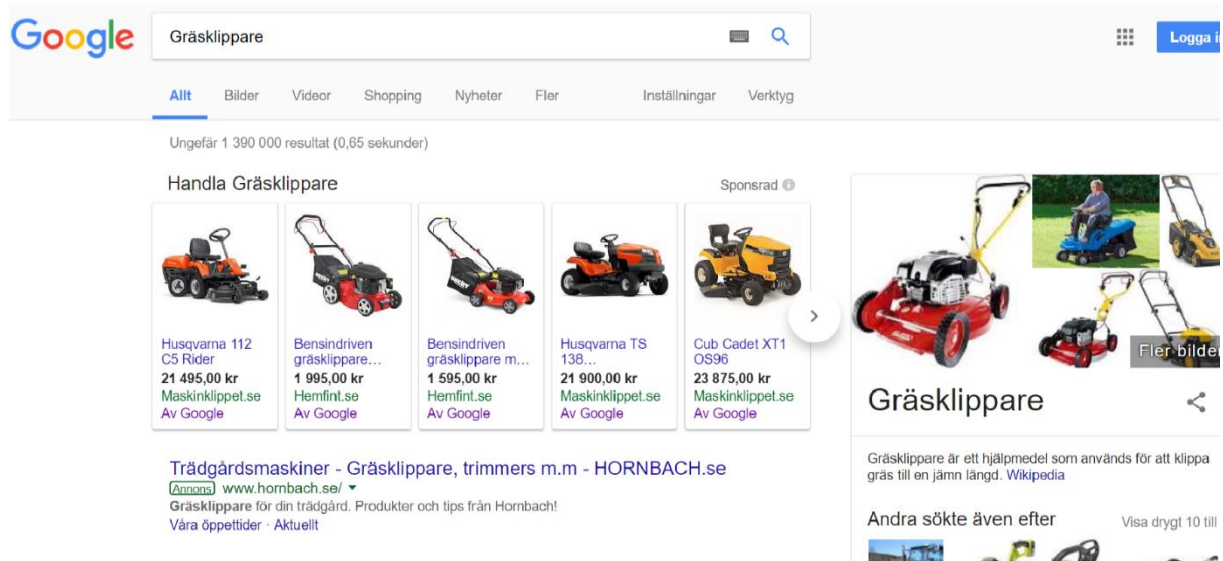 Google
Gräsklippare
Logga in
Allt Bilder Videor Shopping Nyheter Fler Inställningar Verktyg
Ungefär 1 390 000 resultat (0,65 sekunder)
Handla Gräsklippare
Sponsrad
Husqvarna 112
C5 Rider
21 495,00 kr
Maskinklippet.se
Av Google
Bensindriven
gräsklippare...
1 995,00 kr
Hemfint.se
Av Google
Bensindriven
gräsklippare m...
1 595,00 kr
Hemfint.se
Av Google
Husqvarna TS
138...
21 900,00 kr
Maskinklippet.se
Av Google
Cub Cadet XT1
OS96
23 875,00 kr
Maskinklippet.se
Av Google
Trädgårdsmaskiner - Gräsklippare, trimmers m.m - HORNBACH.se
Annons www.hornbach.se/
Gräsklippare för din trädgård. Produkter och tips från Hornbach!
Våra öppettider · Aktuellt
Fler bilder
Gräsklippare
Gräsklippare är ett hjälpmedel som används för att klippa
gräs till en jämn längd. Wikipedia
Andra sökte även efter
Visa drygt 10 till